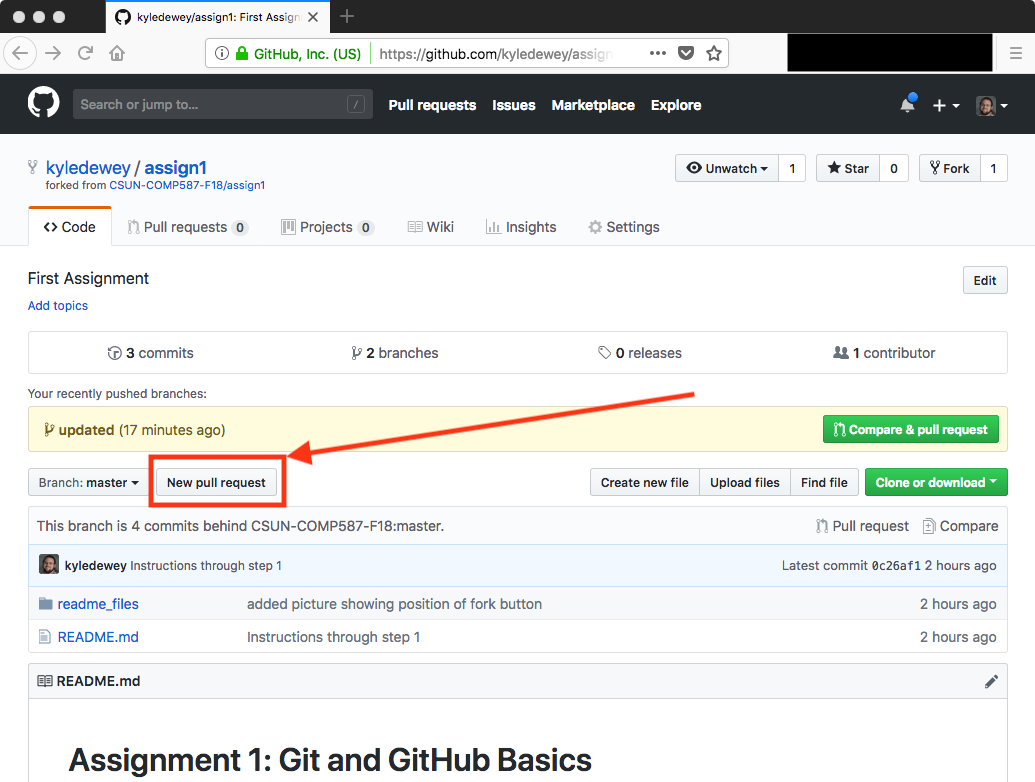 kyledewey/assign1: First Assign
GitHub, Inc. (US) https://github.com/kyledewey/assign
Search or jump to... / Pull requests Issues Marketplace Explore
kyledewey / assign1
forked from CSUN-COMP587-F18/assign1
Unwatch 1 Star 0 Fork 1
Code Pull requests 0 Projects 0 Wiki Insights Settings
First Assignment
Edit
Add topics
3 commits 2 branches 0 releases 1 contributor
Your recently pushed branches:
updated (17 minutes ago) Compare & pull request
Branch: master New pull request Create new file Upload files Find file Clone or download
This branch is 4 commits behind CSUN-COMP587-F18:master. Pull request Compare
kyledewey Instructions through step 1 Latest commit 0c26af1 2 hours ago
readme_files added picture showing position of fork button 2 hours ago
README.md Instructions through step 1 2 hours ago
README.md
Assignment 1: Git and GitHub Basics